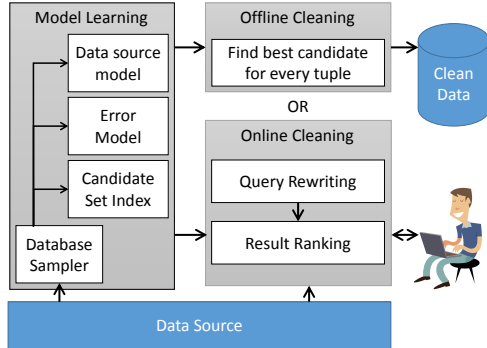 Model Learning
Data source
model
Error
Model
Candidate
Set Index
Database
Sampler
Offline Cleaning
Find best candidate
for every tuple
OR
Online Cleaning
Query Rewriting
Result Ranking
Clean
Data
Data Source